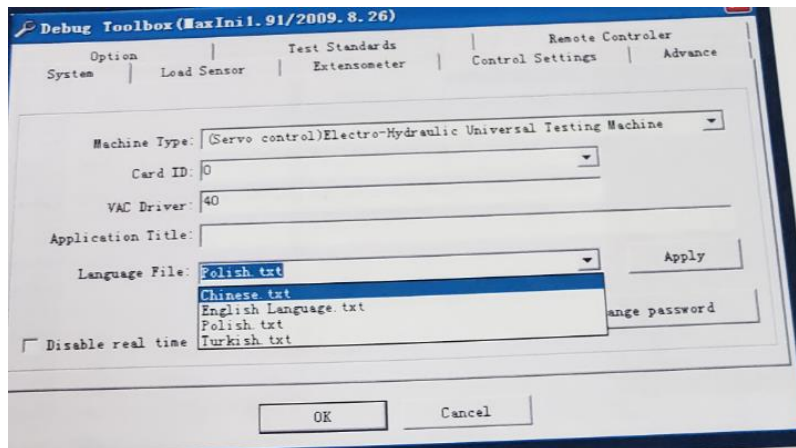 Debug Toolbox(MaxIni1.91/2009.8.26)
Option Test Standards Remote Controler
System Load Sensor Extensometer Control Settings Advance
Machine Type: (Servo control)Electro-Hydraulic Universal Testing Machine
Card ID: 0
VAC Driver: 40
Application Title:
Language File: Polish.txt Apply
Chinese.txt
English Language.txt
Polish.txt
Turkish.txt
ange password
Disable real time
OK Cancel